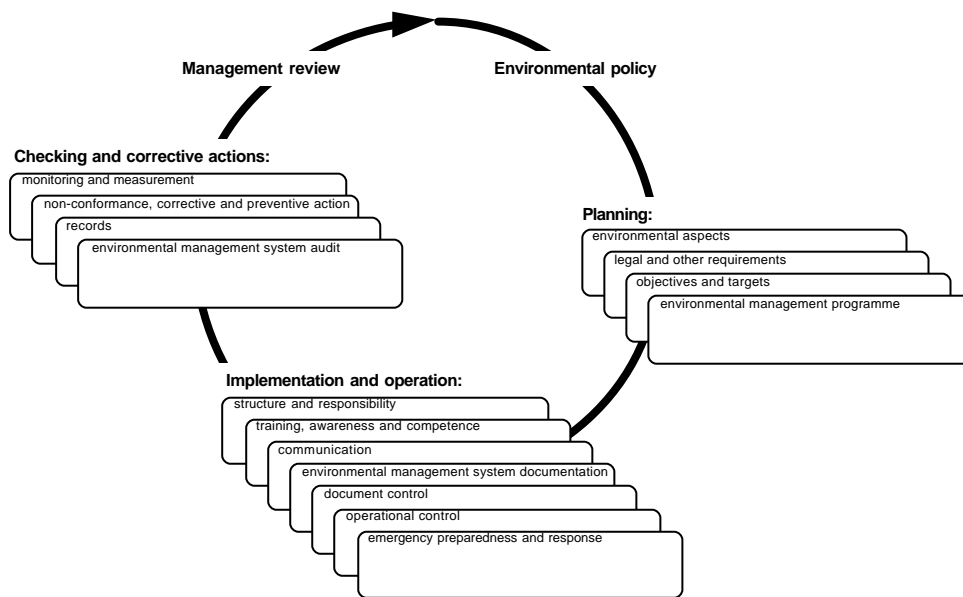 Management review
Environmental policy
Checking and corrective actions:
monitoring and measurement
non-conformance, corrective and preventive action
records
environmental management system audit
Planning:
environmental aspects
legal and other requirements
objectives and targets
environmental management programme
Implementation and operation:
structure and responsibility
training, awareness and competence
communication
environmental management system documentation
document control
operational control
emergency preparedness and response